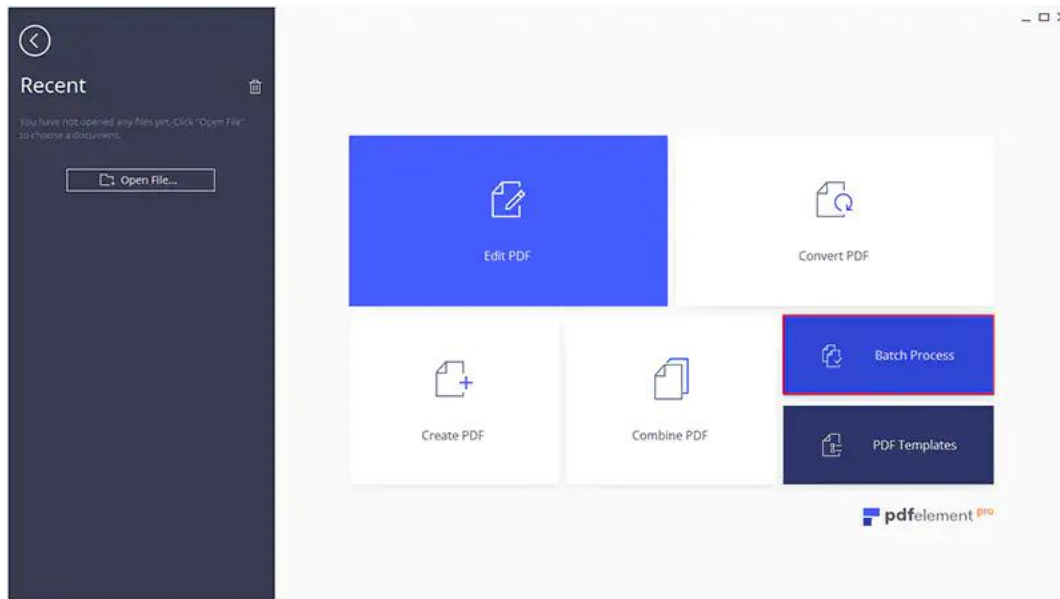 Recent
You have not opened any files yet. Click "Open File"
to choose a document.
Open File...
Edit PDF
Convert PDF
Create PDF
Combine PDF
Batch Process
PDF Templates
pdfelement pro